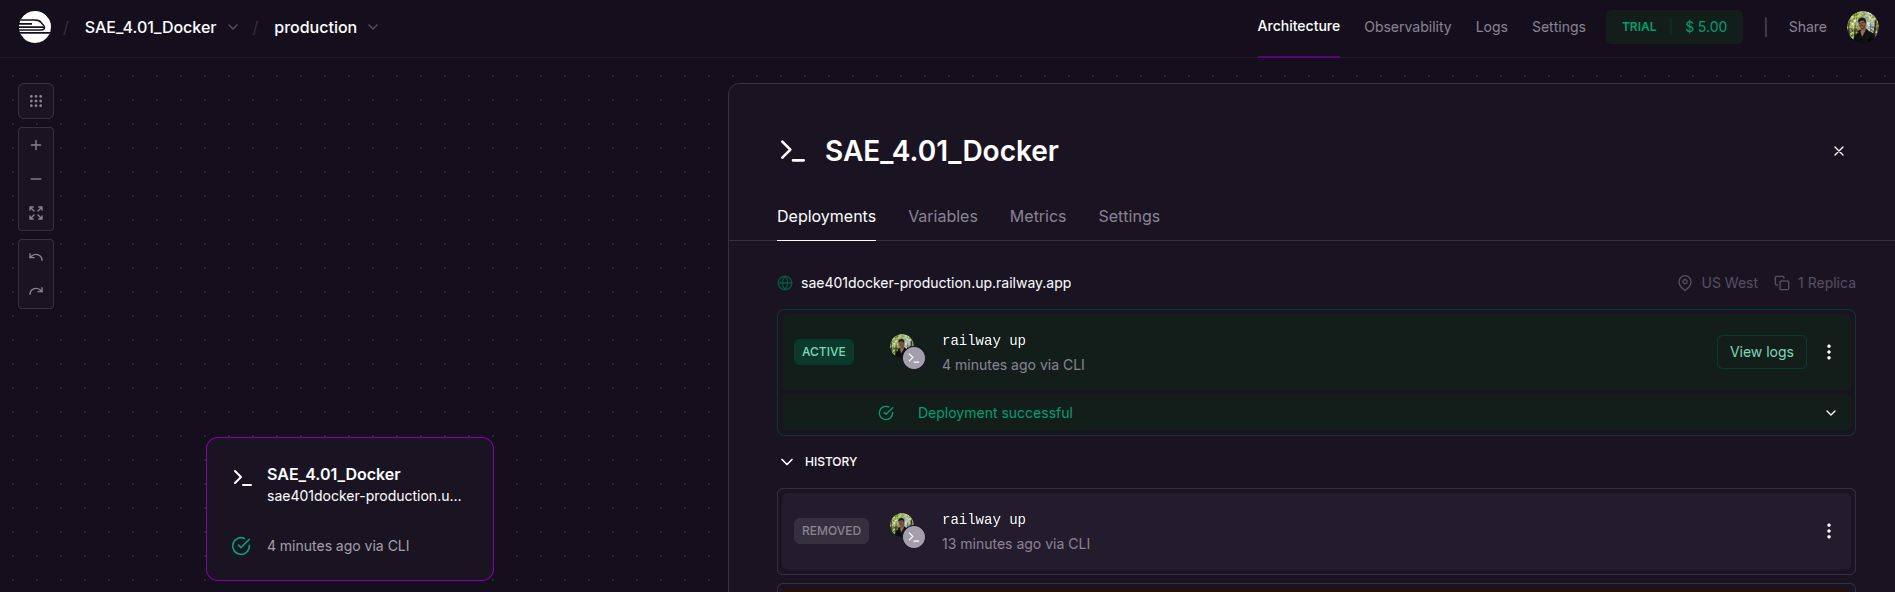 / SAE_4.01_Docker / production
Architecture Observability Logs Settings TRIAL $ 5.00 | Share
SAE_4.01_Docker
sae401docker-production.u...
4 minutes ago via CLI
SAE_4.01_Docker
Deployments Variables Metrics Settings
sae401docker-production.up.railway.app US West 1 Replica
ACTIVE railway up View logs
4 minutes ago via CLI
Deployment successful
HISTORY
REMOVED railway up
13 minutes ago via CLI